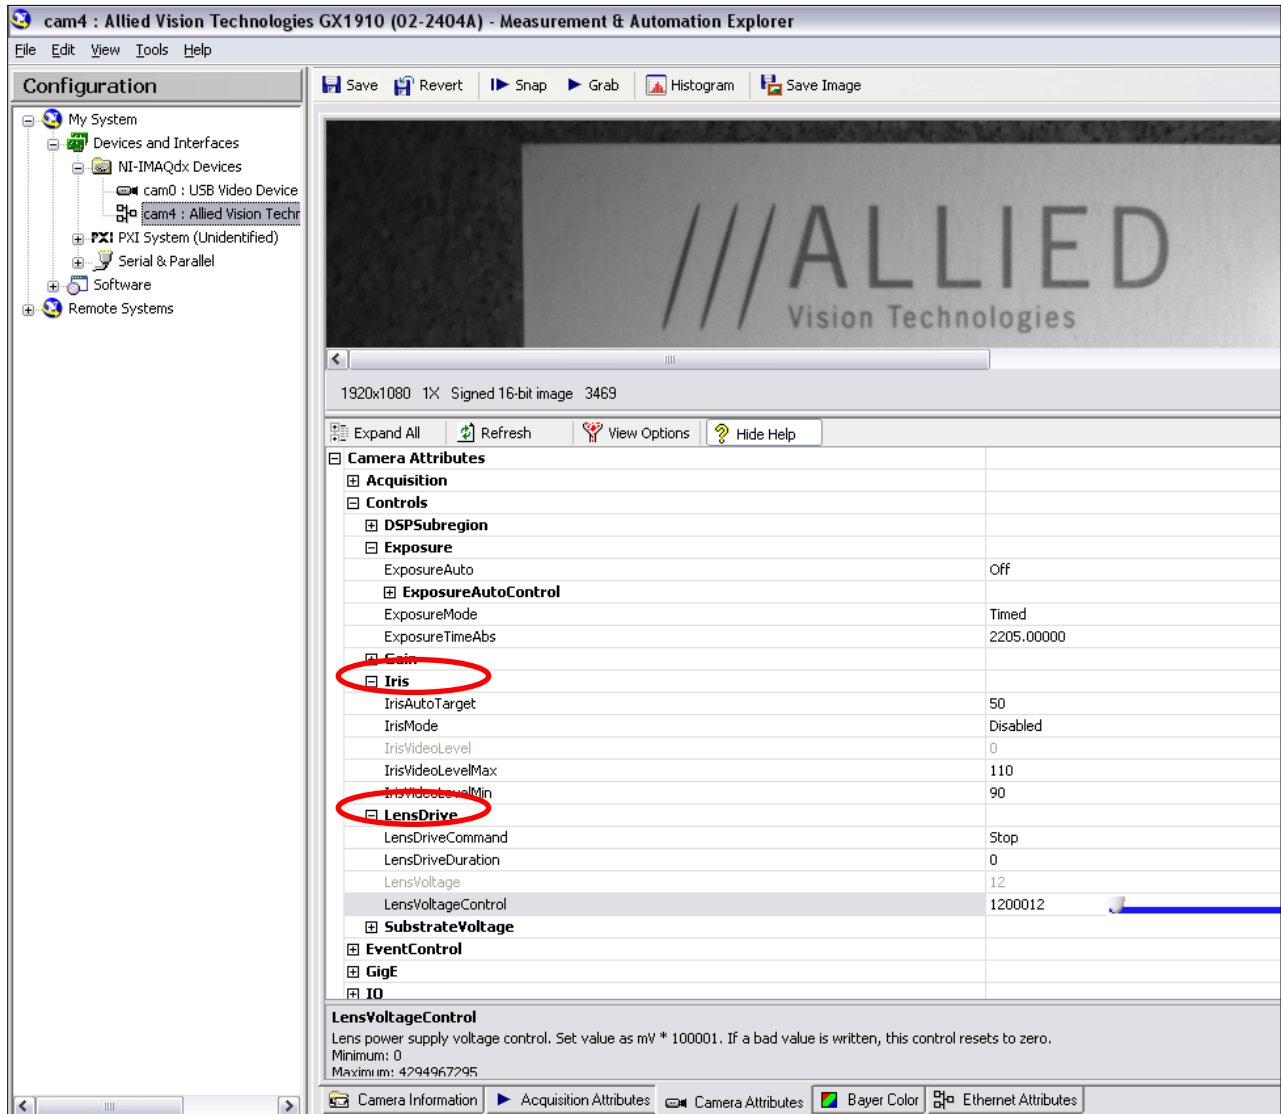 cam4 : Allied Vision Technologies GX1910 (02-2404A) - Measurement & Automation Explorer
File Edit View Tools Help
Configuration
Save Revert Snap Grab Histogram Save Image
My System
Devices and Interfaces
NI-IMAQdx Devices
cam0 : USB Video Device
cam4 : Allied Vision Techr
PXI PXI System (Unidentified)
Serial & Parallel
Software
Remote Systems
///ALLIED
Vision Technologies
1920x1080 1X Signed 16-bit image 3469
Expand All Refresh View Options Hide Help
Camera Attributes
Acquisition
Controls
DSPSubregion
Exposure
ExposureAuto Off
ExposureAutoControl
ExposureMode Timed
ExposureTimeAbs 2205.00000
Gain
Iris
IrisAutoTarget 50
IrisMode Disabled
IrisVideoLevel 0
IrisVideoLevelMax 110
IrisVideoLevelMin 90
LensDrive
LensDriveCommand Stop
LensDriveDuration 0
LensVoltage 12
LensVoltageControl 1200012
SubstrateVoltage
EventControl
GigE
IO
LensVoltageControl
Lens power supply voltage control. Set value as mV * 100001. If a bad value is written, this control resets to zero.
Minimum: 0
Maximum: 4294967295
Camera Information Acquisition Attributes Camera Attributes Bayer Color Ethernet Attributes